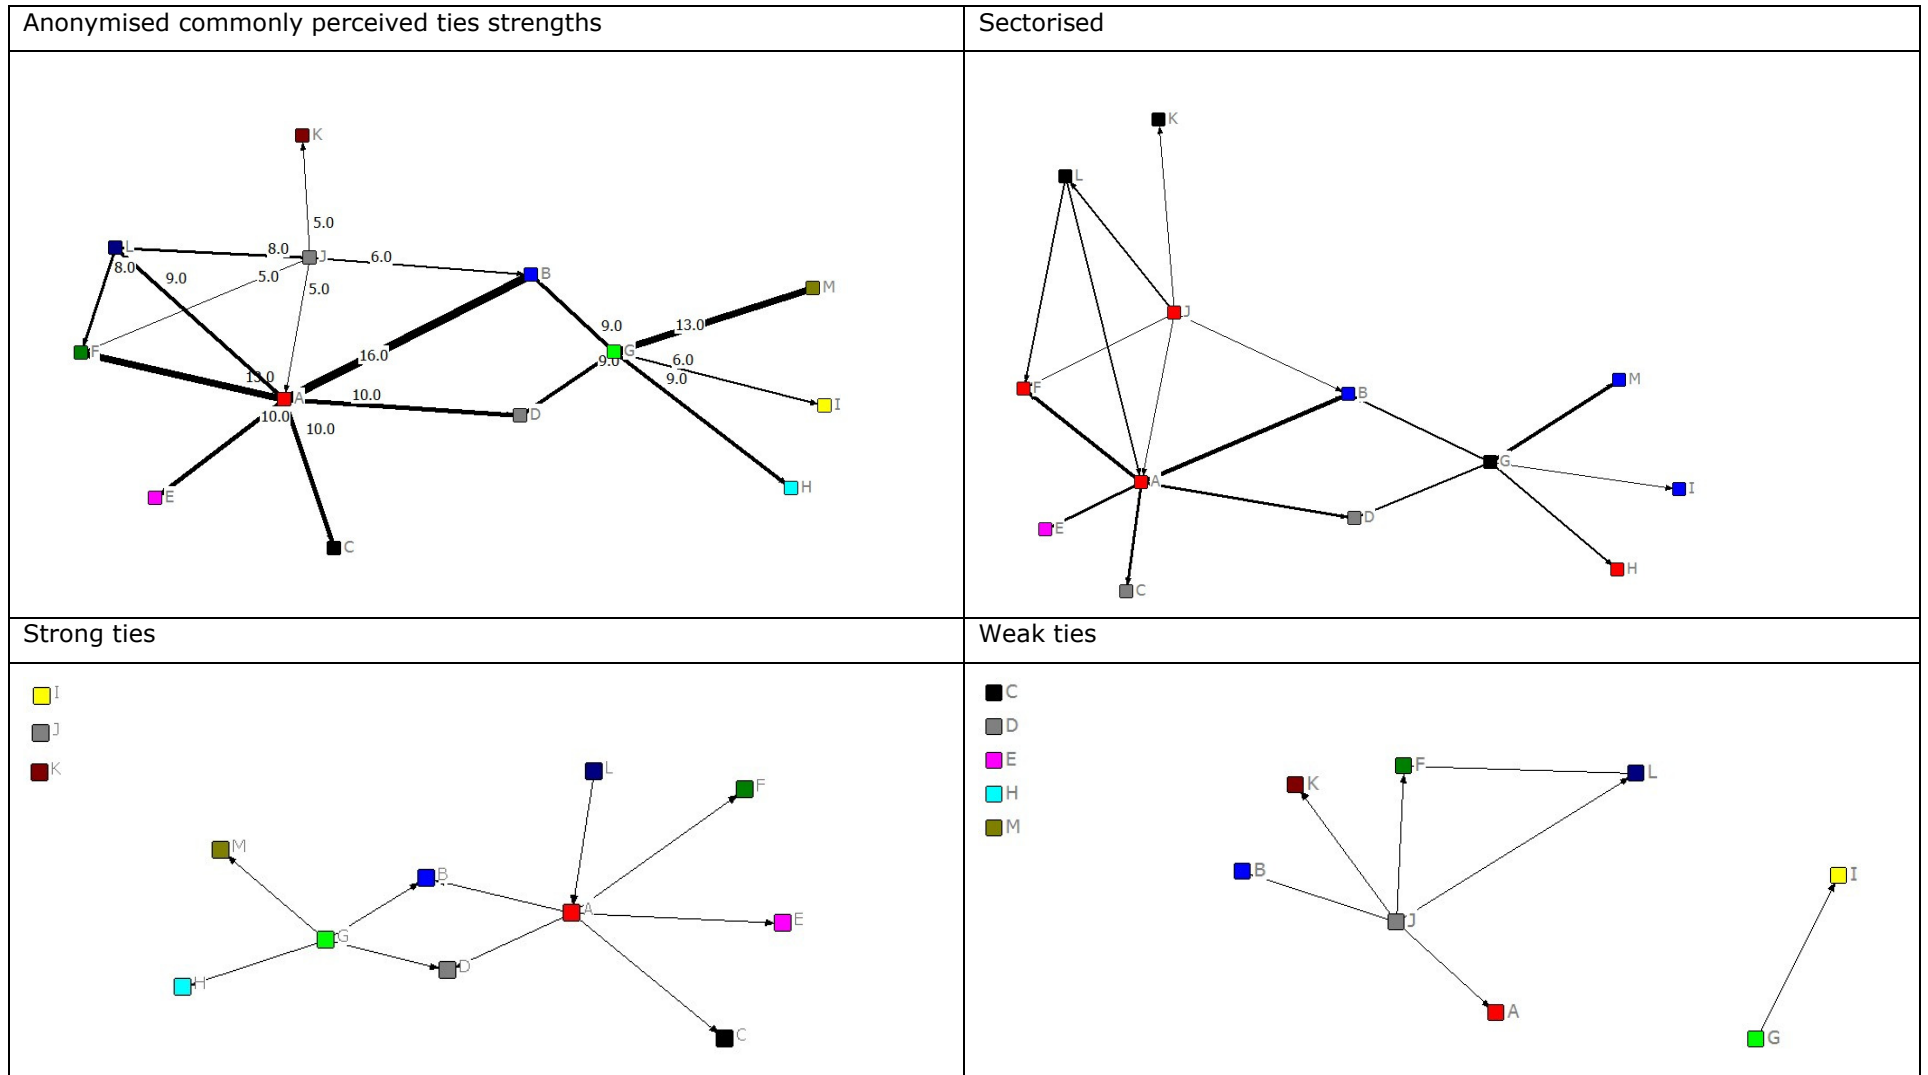 Anonymised commonly perceived ties strengths
Sectorised
K
5.0
L
8.0
J
6.0
8.0
9.0
5.0
5.0
B
M
9.0
13.0
F
16.0
9.0
G
6.0
9.0
13.0
A
10.0
I
10.0
10.0
D
E
H
C
K
L
J
F
B
M
A
G
I
D
E
H
C
Strong ties
Weak ties
I
J
K
L
F
M
B
A
E
G
D
H
C
C
D
E
H
M
F
L
K
B
I
J
A
G